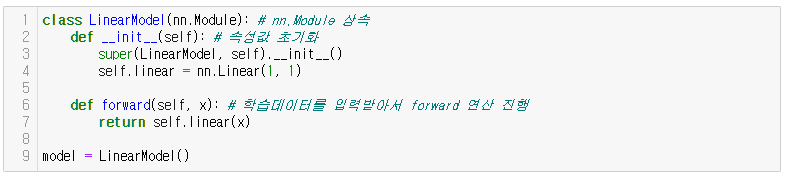 1 class LinearModel(nn.Module): # nn.Module 상속
2     def __init__(self): # 속성값 초기화
3         super(LinearModel, self).__init__()
4         self.linear = nn.Linear(1, 1)
5
6     def forward(self, x): # 학습데이터를 입력받아서 forward 연산 진행
7         return self.linear(x)
8
9 model = LinearModel()